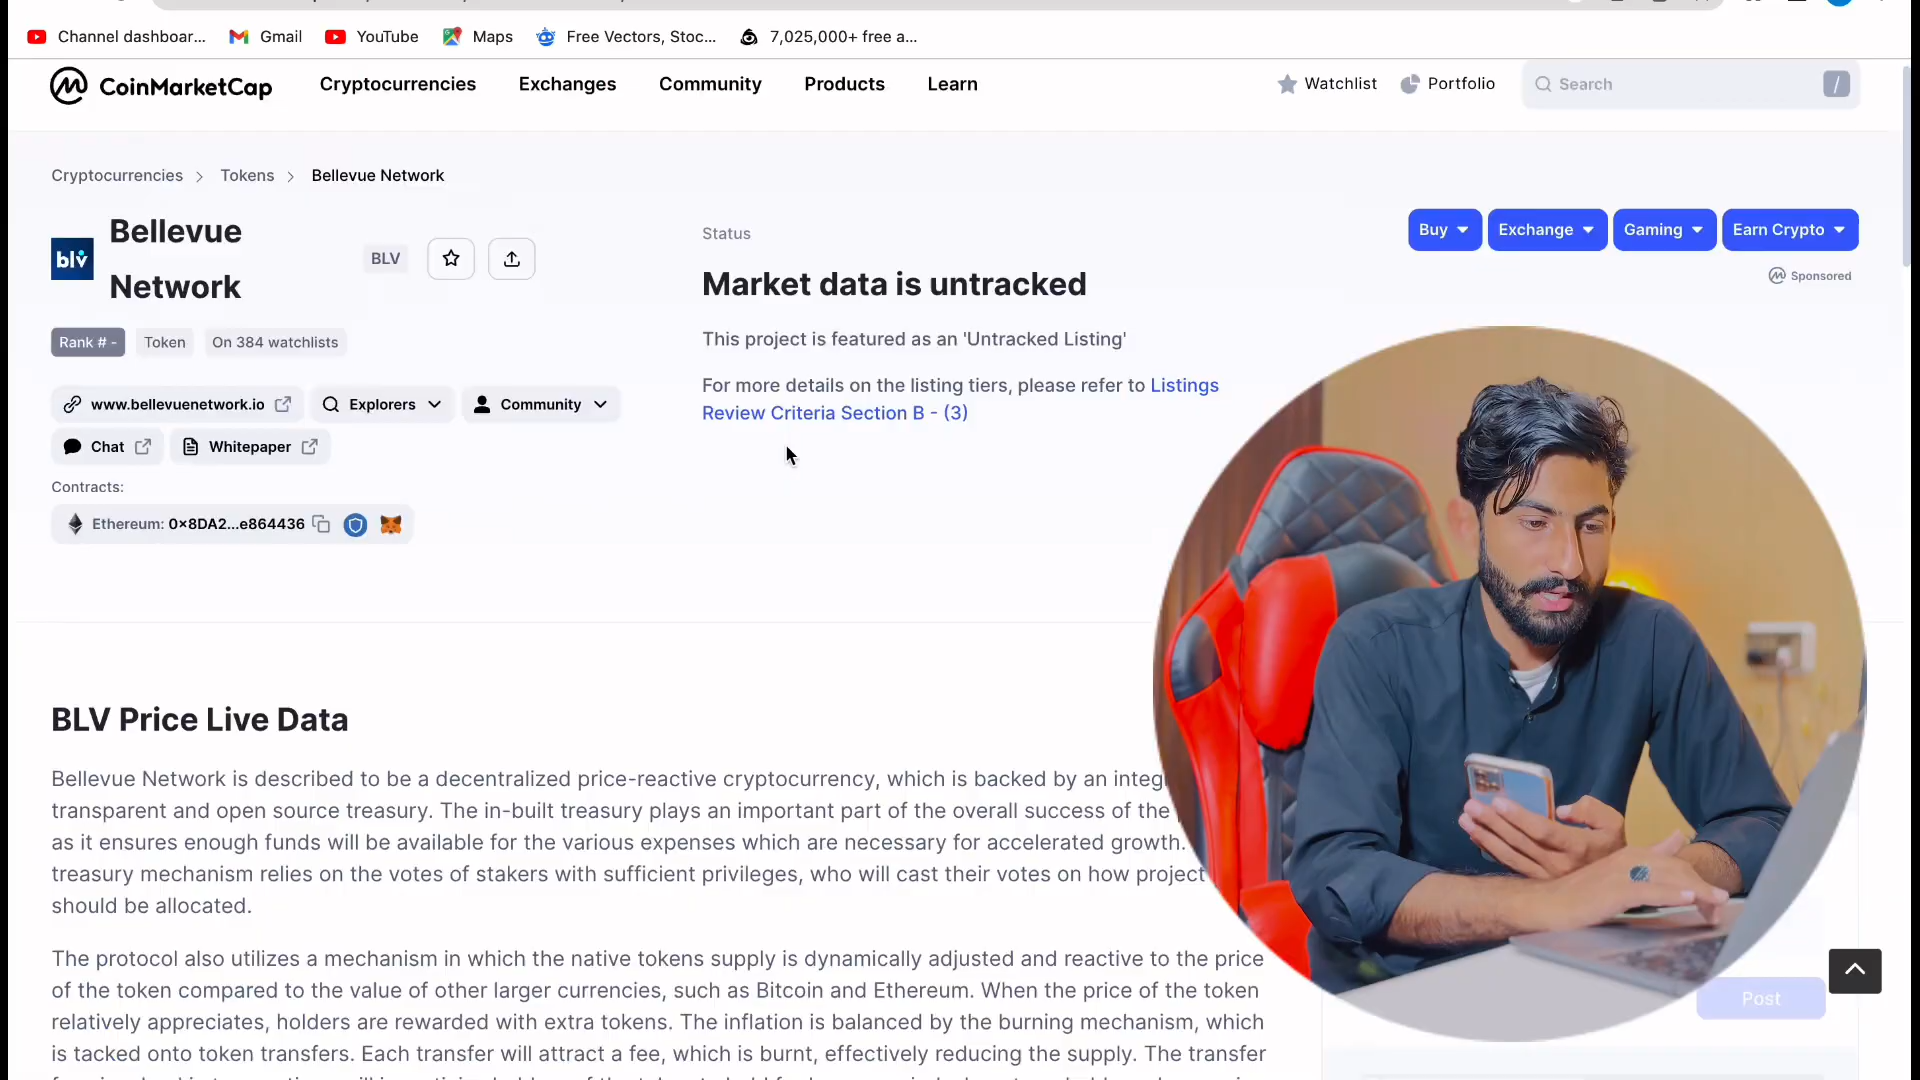 Channel dashboar...
Gmail
YouTube
Maps
Free Vectors, Stoc...
7,025,000+ free a...
CoinMarketCap
Cryptocurrencies
Exchanges
Community
Products
Learn
Watchlist
Portfolio
Search
/
Cryptocurrencies > Tokens > Bellevue Network
blv
Bellevue
Network
BLV
Rank # -
Token
On 384 watchlists
www.bellevuenetwork.io
Explorers
Community
Chat
Whitepaper
Contracts:
Ethereum: 0x8DA2...e864436
Status
Market data is untracked
This project is featured as an 'Untracked Listing'
For more details on the listing tiers, please refer to Listings
Review Criteria Section B - (3)
Buy
Exchange
Gaming
Earn Crypto
Sponsored
BLV Price Live Data
Bellevue Network is described to be a decentralized price-reactive cryptocurrency, which is backed by an
transparent and open source treasury. The in-built treasury plays an important part of the overall success of the
as it ensures enough funds will be available for the various expenses which are necessary for accelerated growth.
treasury mechanism relies on the votes of stakers with sufficient privileges, who will cast their votes on how project
should be allocated.
The protocol also utilizes a mechanism in which the native tokens supply is dynamically adjusted and reactive to the price
of the token compared to the value of other larger currencies, such as Bitcoin and Ethereum. When the price of the token
relatively appreciates, holders are rewarded with extra tokens. The inflation is balanced by the burning mechanism, which
is tacked onto token transfers. Each transfer will attract a fee, which is burnt, effectively reducing the supply. The transfer
Post